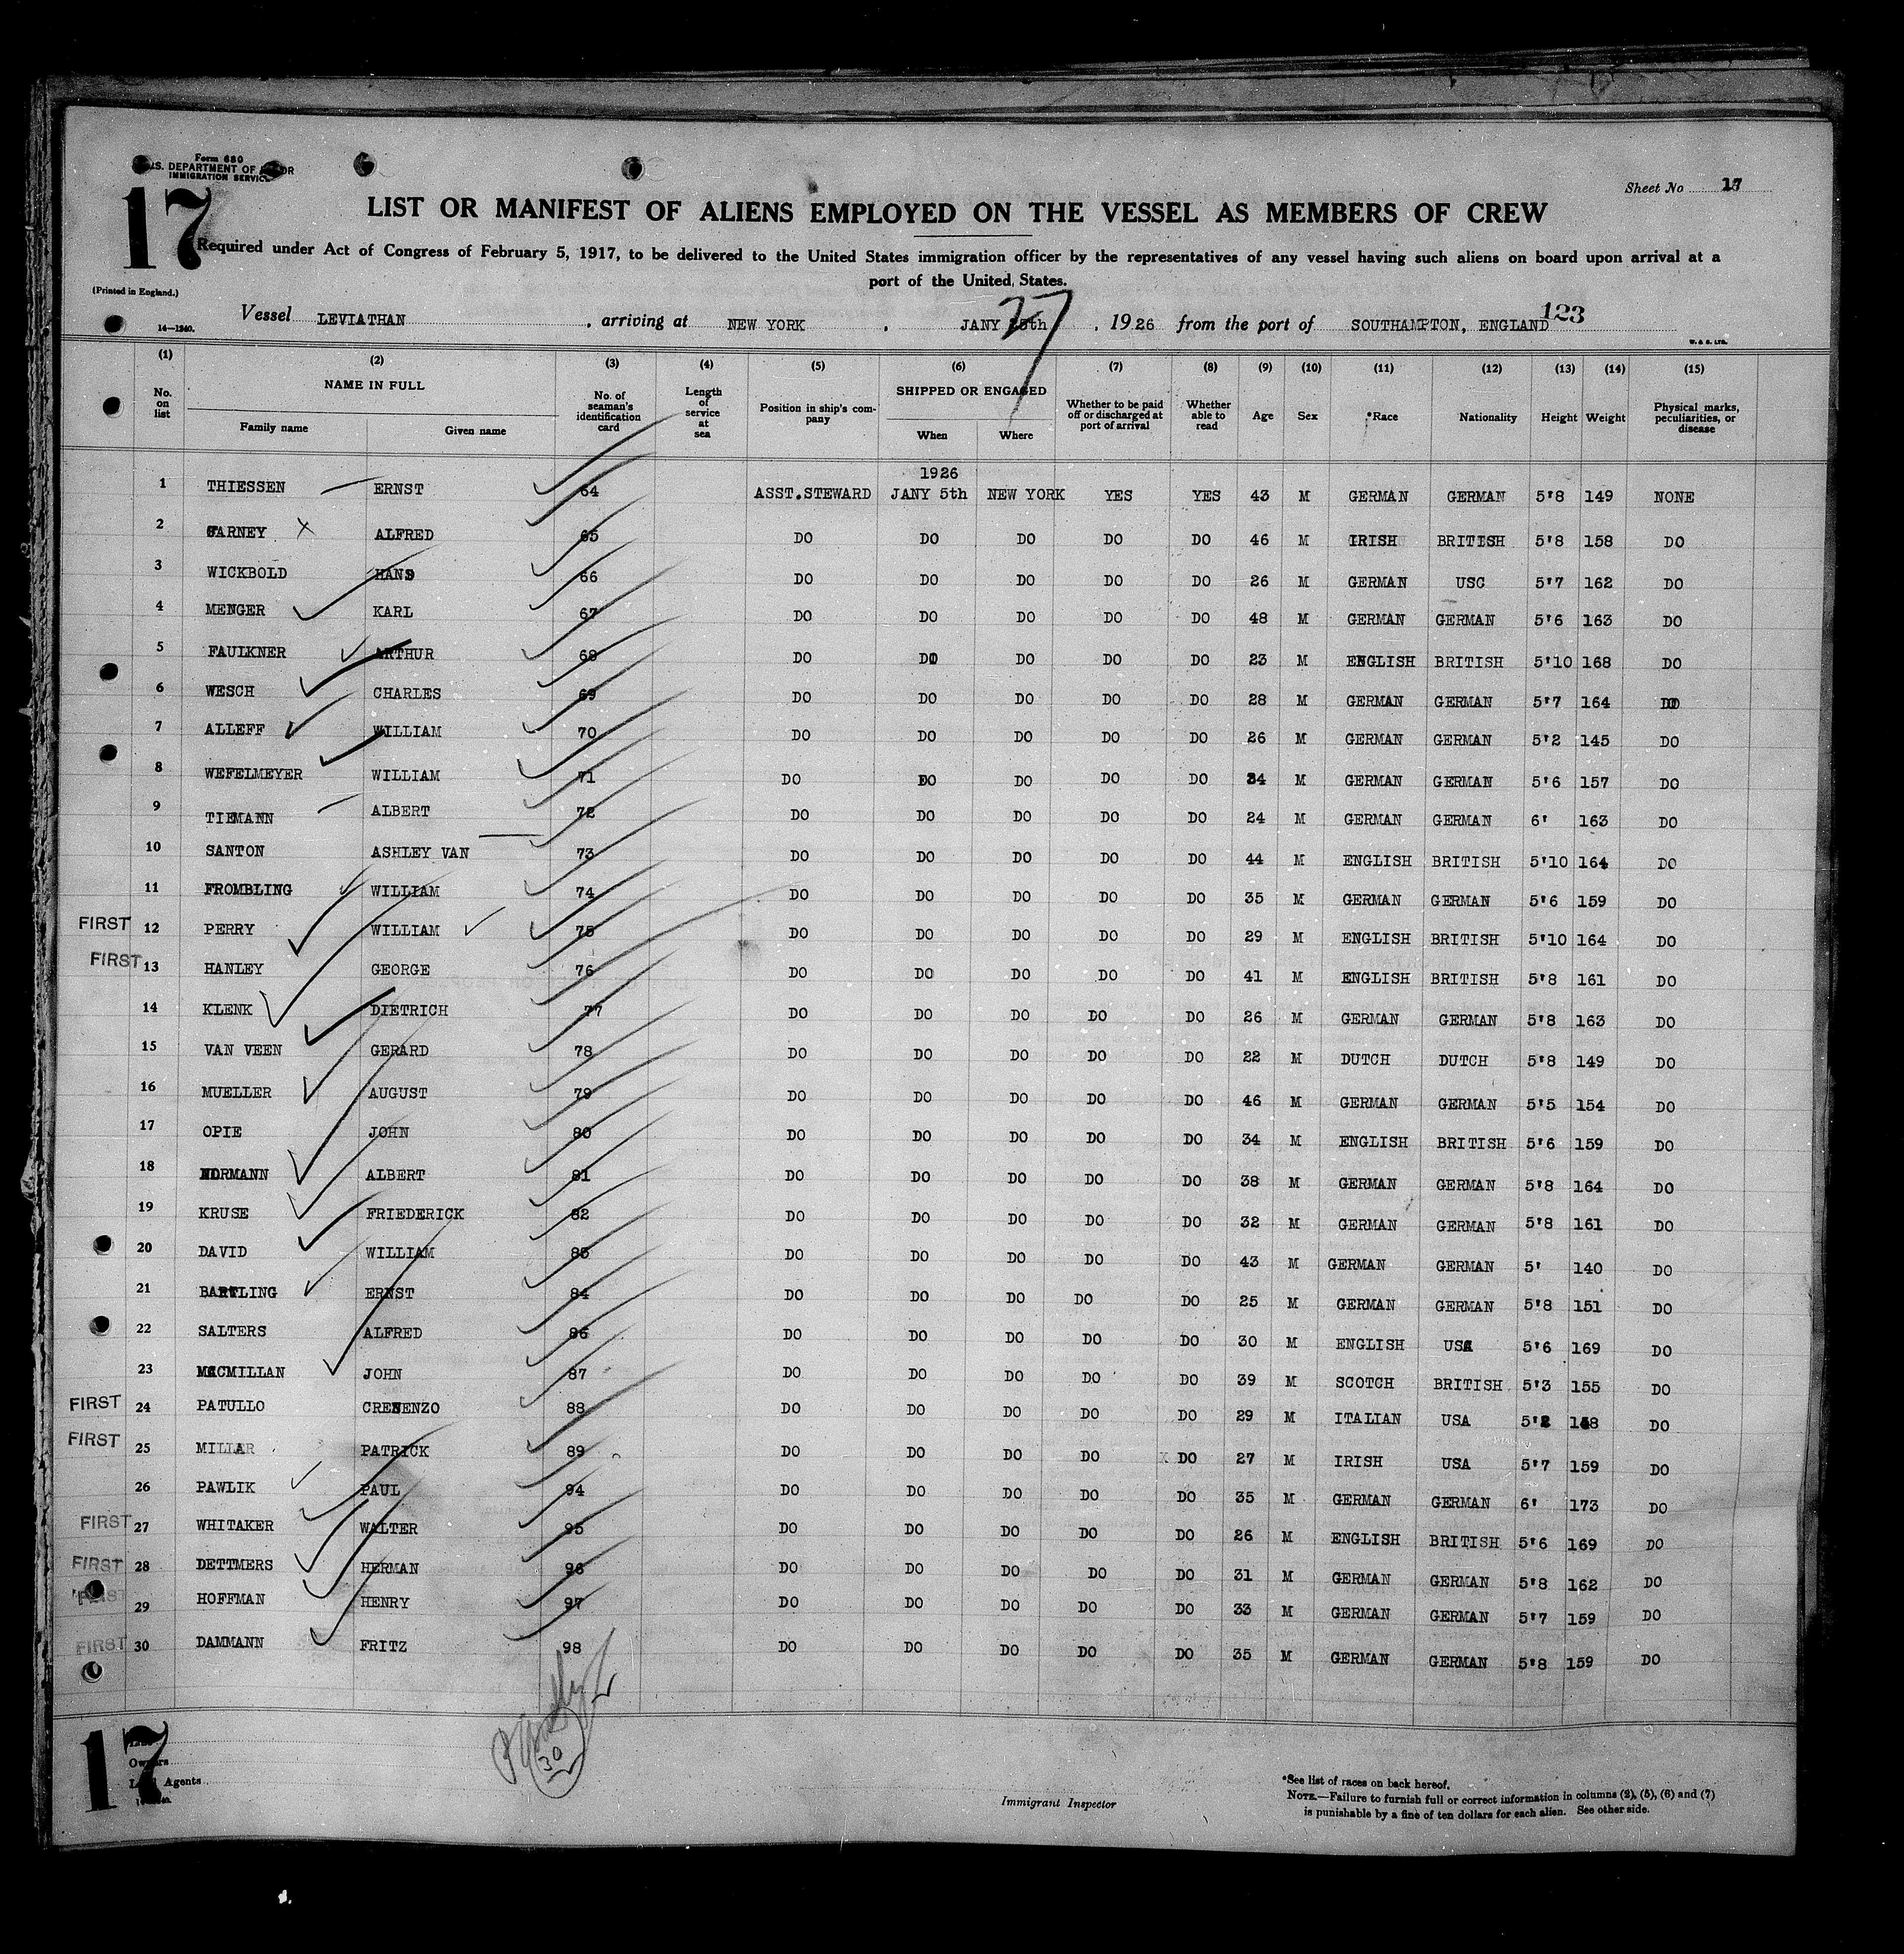 Form 680
U.S. DEPARTMENT OF LABOR
IMMIGRATION SERVICE
17
Sheet No 17
LIST OR MANIFEST OF ALIENS EMPLOYED ON THE VESSEL AS MEMBERS OF CREW
Required under Act of Congress of February 5, 1917, to be delivered to the United States immigration officer by the representatives of any vessel having such aliens on board upon arrival at a
port of the United States.
(Printed in England.)
14—1240.
Vessel LEVIATHAN, arriving at NEW YORK, JANY 27 25th, 1926 from the port of SOUTHAMPTON, ENGLAND 123
W. & S. LTD.
(1) (2) (3) (4) (5) (6) (7) (8) (9) (10) (11) (12) (13) (14) (15)
No. on list NAME IN FULL Family name Given name No. of seaman's identification card Length of service at sea Position in ship's company SHIPPED OR ENGAGED When Where Whether to be paid off or discharged at port of arrival Whether able to read Age Sex *Race Nationality Height Weight Physical marks, peculiarities, or disease
1926
1 THIESSEN ERNST 64 ASST.STEWARD JANY 5th NEW YORK YES YES 43 M GERMAN GERMAN 5'8 149 NONE
2 ALFRED 65 DO DO DO DO DO 46 M IRISH BRITISH 5'8 158 DO
3 WICKBOLD HANS 66 DO DO DO DO DO 26 M GERMAN USC 5'7 162 DO
4 MENGER KARL 67 DO DO DO DO DO 48 M GERMAN GERMAN 5'6 163 DO
5 FAULKNER ARTHUR 68 DO DO DO DO DO 23 M ENGLISH BRITISH 5'10 168 DO
6 WESCH CHARLES 69 DO DO DO DO DO 28 M GERMAN GERMAN 5'7 164 DO
7 ALLEFF WILLIAM 70 DO DO DO DO DO 26 M GERMAN GERMAN 5'2 145 DO
8 WEFELMEYER WILLIAM 71 DO DO DO DO DO 34 M GERMAN GERMAN 5'6 157 DO
9 TIEMANN ALBERT 72 DO DO DO DO DO 24 M GERMAN GERMAN 6' 163 DO
10 SANTON ASHLEY VAN 73 DO DO DO DO DO 44 M ENGLISH BRITISH 5'10 164 DO
11 FROMBLING WILLIAM 74 DO DO DO DO DO 35 M GERMAN GERMAN 5'6 159 DO
FIRST 12 PERRY WILLIAM 75 DO DO DO DO DO 29 M ENGLISH BRITISH 5'10 164 DO
FIRST 13 HANLEY GEORGE 76 DO DO DO DO DO 41 M ENGLISH BRITISH 5'8 161 DO
14 KLENK DIETRICH 77 DO DO DO DO DO 26 M GERMAN GERMAN 5'8 163 DO
15 VAN VEEN GERARD 78 DO DO DO DO DO 22 M DUTCH DUTCH 5'8 149 DO
16 MUELLER AUGUST 79 DO DO DO DO DO 46 M GERMAN GERMAN 5'5 154 DO
17 OPIE JOHN 80 DO DO DO DO DO 34 M ENGLISH BRITISH 5'6 159 DO
18 ALBERT 81 DO DO DO DO DO 38 M GERMAN GERMAN 5'8 164 DO
19 KRUSE FRIEDERICK 82 DO DO DO DO DO 32 M GERMAN GERMAN 5'8 161 DO
20 DAVID WILLIAM 83 DO DO DO DO DO 43 M GERMAN GERMAN 5' 140 DO
21 BARTLING ERNST 84 DO DO DO DO DO 25 M GERMAN GERMAN 5'8 151 DO
22 SALTERS ALFRED 86 DO DO DO DO DO 30 M ENGLISH USA 5'6 169 DO
23 MACMILLAN JOHN 87 DO DO DO DO DO 39 M SCOTCH BRITISH 5'3 155 DO
FIRST 24 PATULLO CRESENZO 88 DO DO DO DO DO 29 M ITALIAN USA 5'2 DO
FIRST 25 MILLAR PATRICK 89 DO DO DO DO DO 27 M IRISH USA 5'7 159 DO
26 PAWLIK PAUL 94 DO DO DO DO DO 35 M GERMAN GERMAN 6' 173 DO
FIRST 27 WHITAKER WALTER 95 DO DO DO DO DO 26 M ENGLISH BRITISH 5'6 169 DO
FIRST 28 DETTMERS HERMAN 96 DO DO DO DO DO 31 M GERMAN GERMAN 5'8 162 DO
FIRST 29 HOFFMAN HENRY 97 DO DO DO DO DO 33 M GERMAN GERMAN 5'7 159 DO
FIRST 30 DAMMANN FRITZ 98 DO DO DO DO DO 35 M GERMAN GERMAN 5'8 159 DO
30
17
Owners
Local Agents
Immigrant Inspector
*See list of races on back hereof.
NOTE.—Failure to furnish full or correct information in columns (2), (5), (6) and (7)
is punishable by a fine of ten dollars for each alien. See other side.